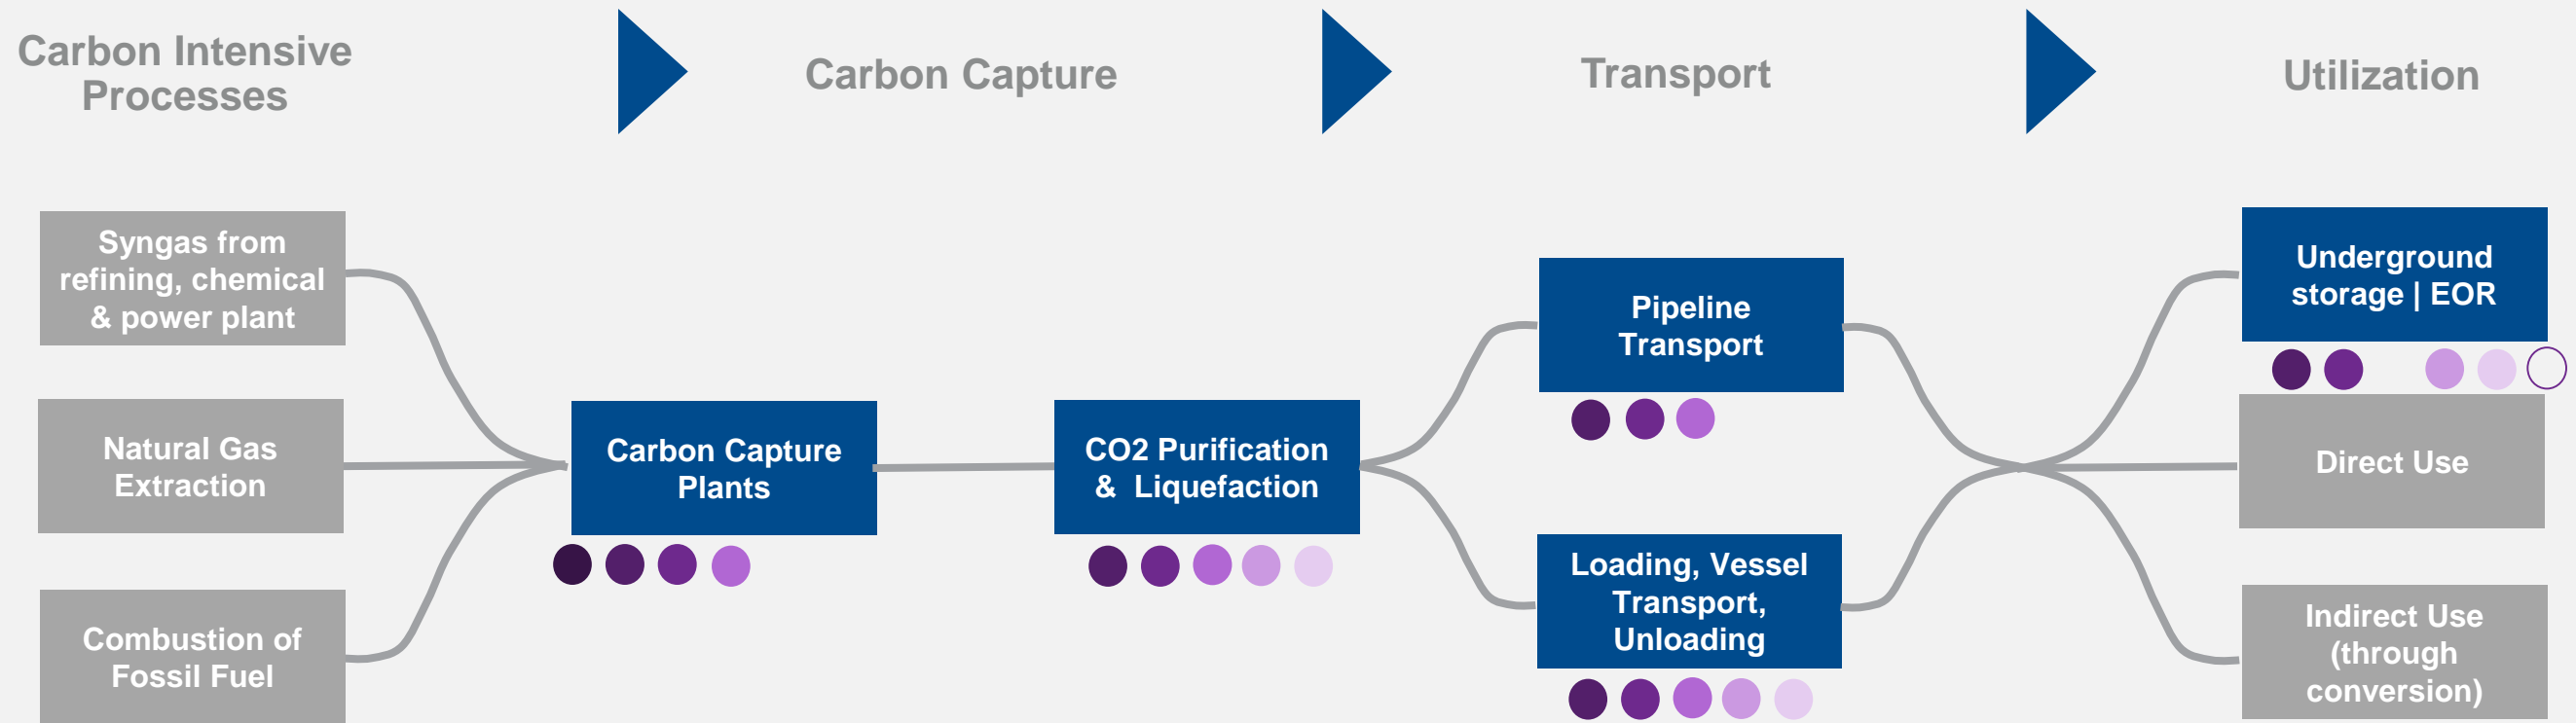 Carbon Intensive
Processes
Carbon Capture
Transport
Utilization
Syngas from
refining, chemical
& power plant
Natural Gas
Extraction
Combustion of
Fossil Fuel
Carbon Capture
Plants
CO2 Purification
& Liquefaction
Pipeline
Transport
Loading, Vessel
Transport,
Unloading
Underground
storage | EOR
Direct Use
Indirect Use
(through
conversion)